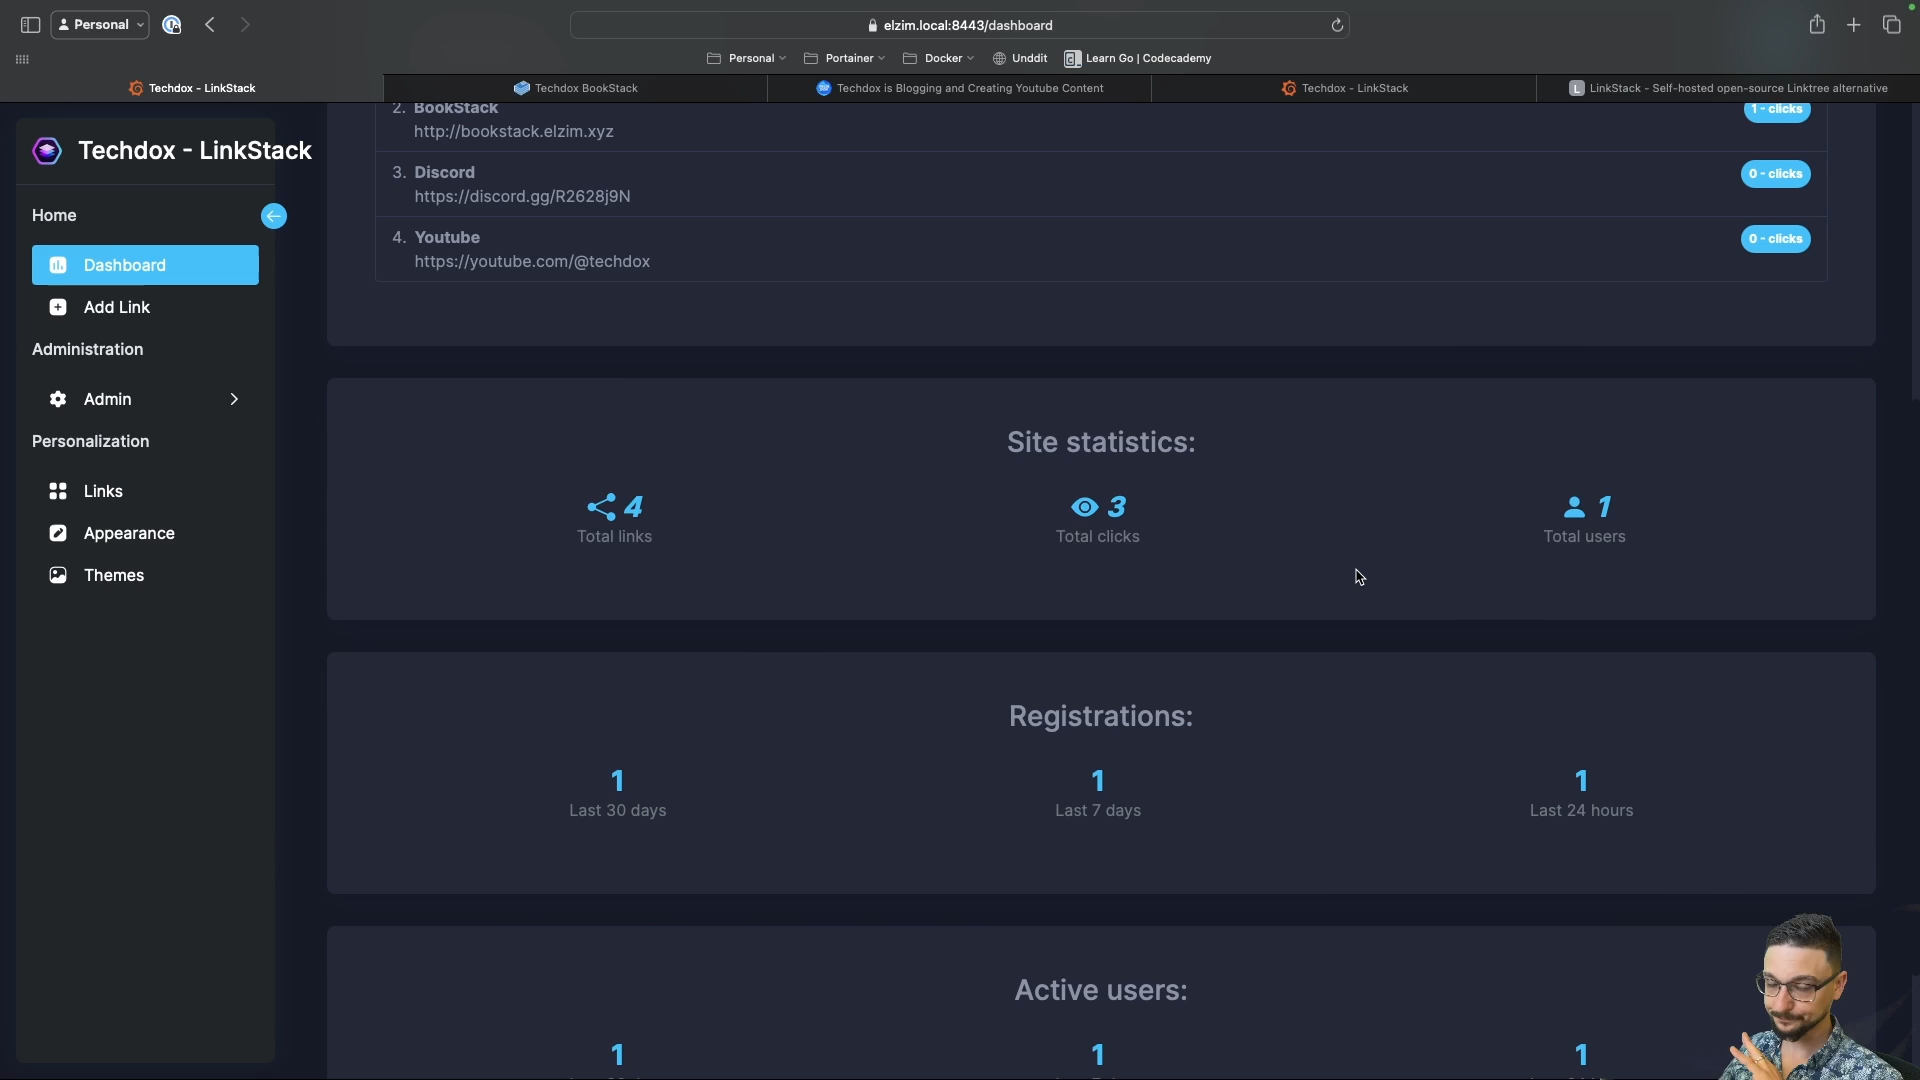 Personal
elzim.local:8443/dashboard
Personal
Portainer
Docker
Unddit
Learn Go | Codecademy
Techdox - LinkStack
Techdox BookStack
Techdox is Blogging and Creating Youtube Content
Techdox - LinkStack
LinkStack - Self-hosted open-source Linktree alternative
Techdox - LinkStack
Home
Dashboard
Add Link
Administration
Admin
Personalization
Links
Appearance
Themes
2. BookStack
http://bookstack.elzim.xyz
1 - clicks
3. Discord
https://discord.gg/R2628j9N
0 - clicks
4. Youtube
https://youtube.com/@techdox
0 - clicks
Site statistics:
4
Total links
3
Total clicks
1
Total users
Registrations:
1
Last 30 days
1
Last 7 days
1
Last 24 hours
Active users:
1
1
1